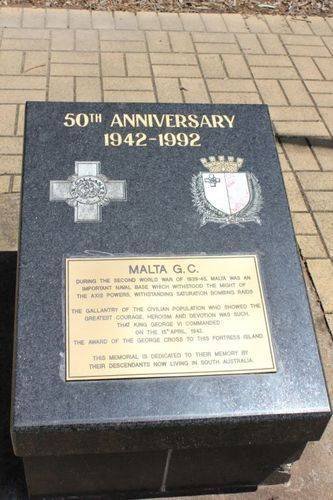 50TH ANNIVERSARY
1942-1992
MALTA G.C.
DURING THE SECOND WORLD WAR OF 1939-45, MALTA WAS AN
IMPORTANT NAVAL BASE WHICH WITHSTOOD THE MIGHT OF
THE AXIS POWERS, WITHSTANDING SATURATION BOMBING RAIDS
THE GALLANTRY OF THE CIVILIAN POPULATION WHO SHOWED THE
GREATEST COURAGE, HEROISM AND DEVOTION WAS SUCH,
THAT KING GEORGE VI COMMANDED
ON THE 15TH APRIL, 1942,
THE AWARD OF THE GEORGE CROSS TO THIS FORTRESS ISLAND
THIS MEMORIAL IS DEDICATED TO THEIR MEMORY BY
THEIR DESCENDANTS NOW LIVING IN SOUTH AUSTRALIA.